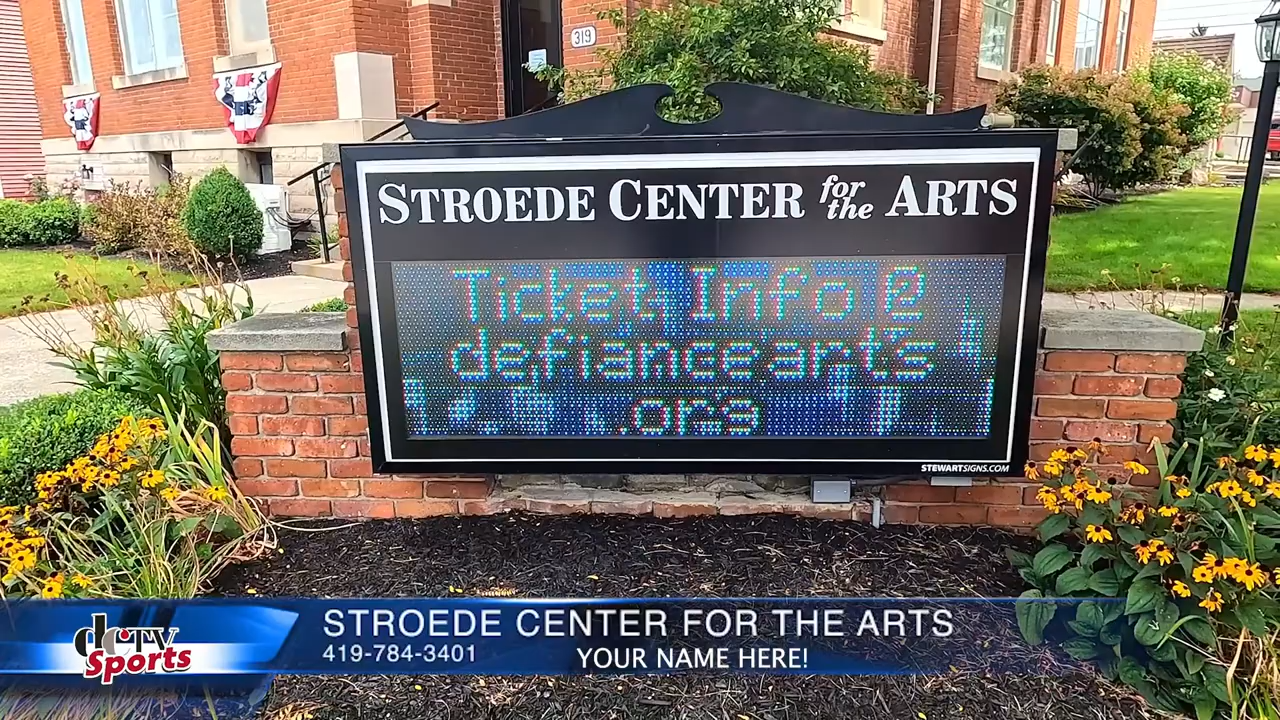 319
STROEDE CENTER for the ARTS
Ticket Info @
defiancearts
.org
STEWARTSIGNS.COM
dctv Sports
STROEDE CENTER FOR THE ARTS
419-784-3401 YOUR NAME HERE!